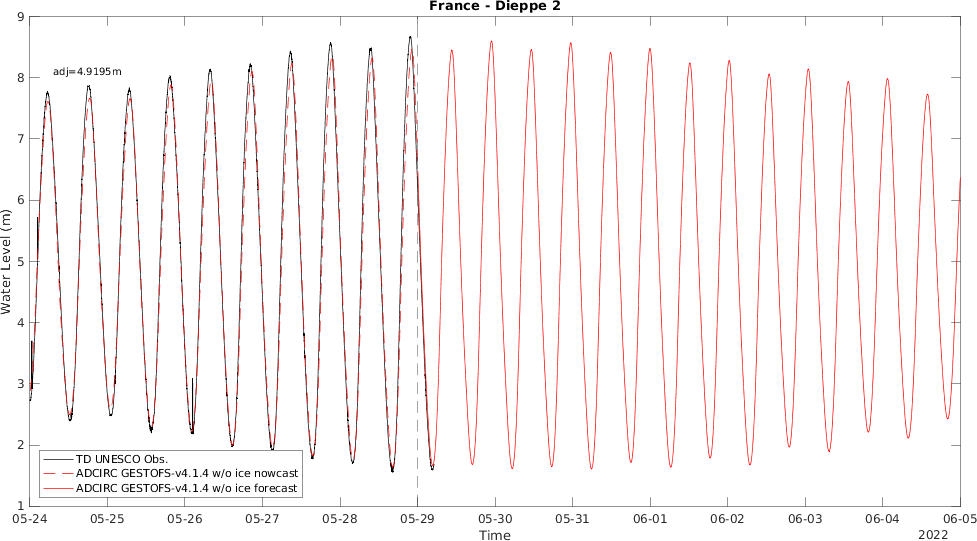 France - Dieppe 2
9
adj=4.9195m
8
7
6
5
4
3
2
1
Water Level (m)
TD UNESCO Obs.
ADCIRC GESTOFS-v4.1.4 w/o ice nowcast
ADCIRC GESTOFS-v4.1.4 w/o ice forecast
05-24 05-25 05-26 05-27 05-28 05-29 05-30 05-31 06-01 06-02 06-03 06-04 06-05
Time
2022